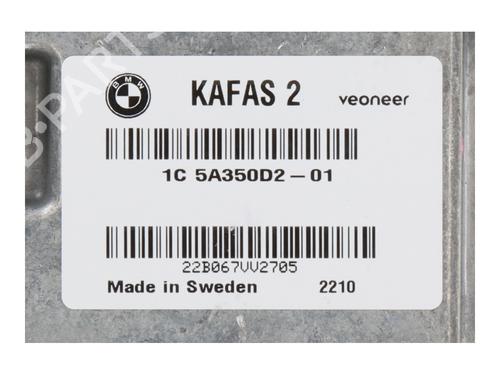 BMW
KAFAS 2
veoneer
1C 5A350D2-01
22B067VV2705
Made in Sweden 2210